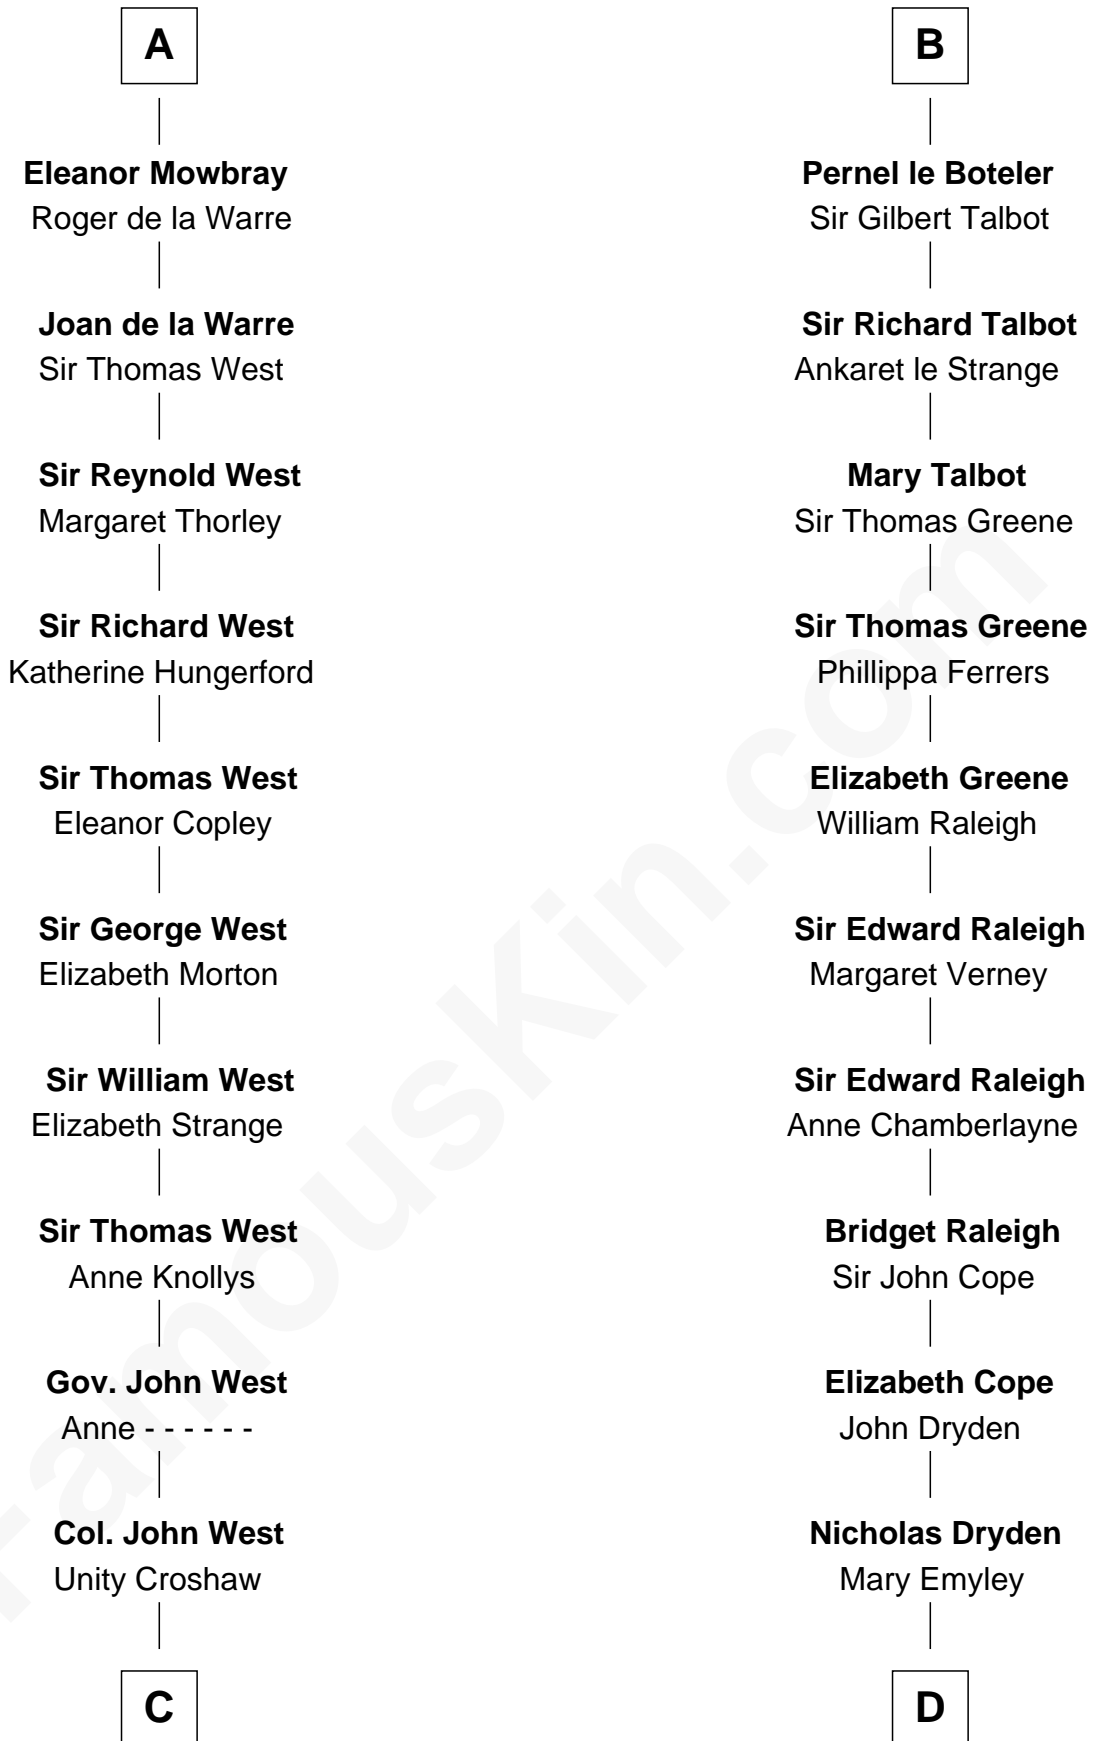 A
Eleanor Mowbray
Roger de la Warre
Joan de la Warre
Sir Thomas West
Sir Reynold West
Margaret Thorley
Sir Richard West
Katherine Hungerford
Sir Thomas West
Eleanor Copley
Sir George West
Elizabeth Morton
Sir William West
Elizabeth Strange
Sir Thomas West
Anne Knollys
Gov. John West
Anne - - - - - -
Col. John West
Unity Croshaw
C
B
Pernel le Boteler
Sir Gilbert Talbot
Sir Richard Talbot
Ankaret le Strange
Mary Talbot
Sir Thomas Greene
Sir Thomas Greene
Phillippa Ferrers
Elizabeth Greene
William Raleigh
Sir Edward Raleigh
Margaret Verney
Sir Edward Raleigh
Anne Chamberlayne
Bridget Raleigh
Sir John Cope
Elizabeth Cope
John Dryden
Nicholas Dryden
Mary Emyley
D
FamousKin.com